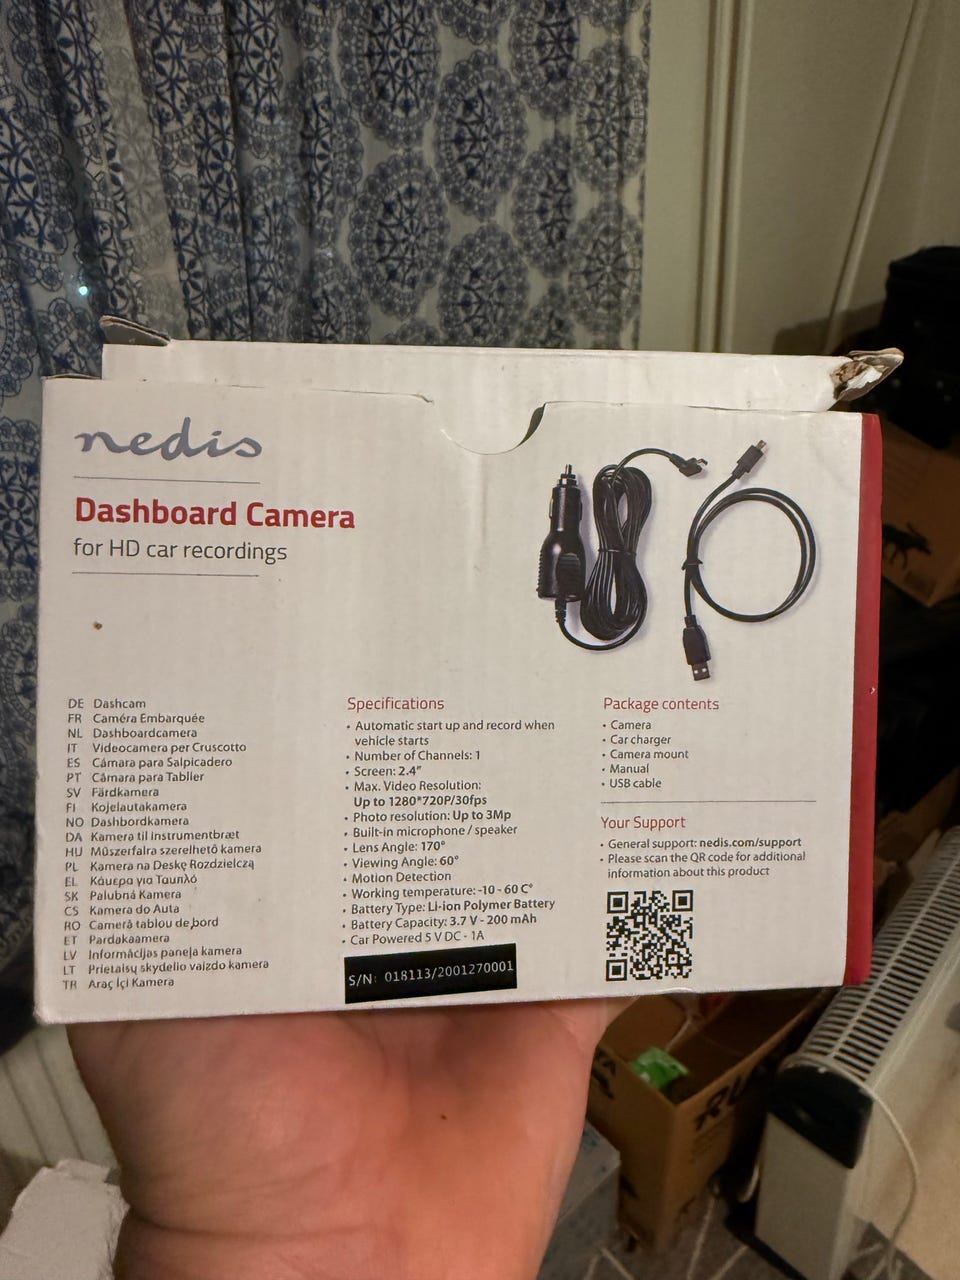 nedis
Dashboard Camera
for HD car recordings
DE Dashcam
FR Caméra Embarquée
NL Dashboardcamera
IT Videocamera per Cruscotto
ES Cámara para Salpicadero
PT Câmara para Tablier
SV Färdkamera
FI Kojelautakamera
NO Dashbordkamera
DA Kamera til instrumentbræt
HU Műszerfalra szerelhető kamera
PL Kamera na Deskę Rozdzielczą
EL Κάμερα για Ταμπλό
SK Palubná Kamera
CS Kamera do Auta
RO Cameră tablou de bord
ET Pardakaamera
LV Informācijas paneļa kamera
LT Prietaisų skydelio vaizdo kamera
TR Araç İçi Kamera
Specifications
• Automatic start up and record when
vehicle starts
• Number of Channels: 1
• Screen: 2.4"
• Max. Video Resolution:
Up to 1280*720P/30fps
• Photo resolution: Up to 3Mp
• Built-in microphone / speaker
• Lens Angle: 170°
• Viewing Angle: 60°
• Motion Detection
• Working temperature: -10 - 60 C°
• Battery Type: Li-ion Polymer Battery
• Battery Capacity: 3.7 V - 200 mAh
• Car Powered 5 V DC - 1A
S/N: 018113/2001270001
Package contents
• Camera
• Car charger
• Camera mount
• Manual
• USB cable
Your Support
• General support: nedis.com/support
• Please scan the QR code for additional
information about this product